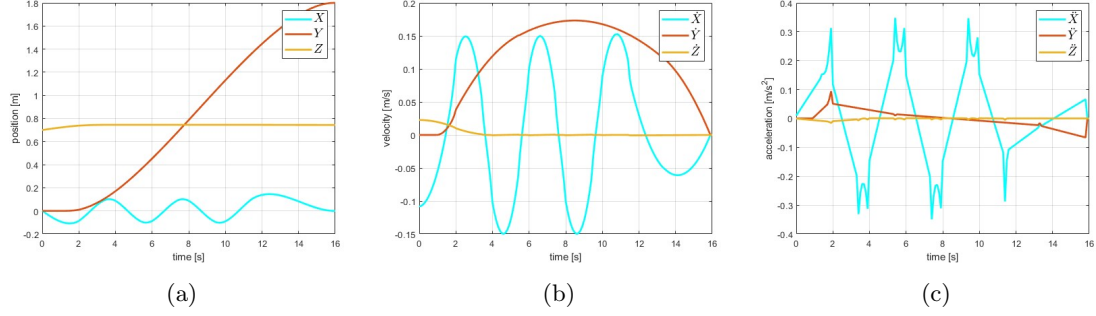 1.8
1.6
1.4
1.2
1
0.8
0.6
0.4
0.2
0
-0.2
position [m]
X
Y
Z
0 2 4 6 8 10 12 14 16
time [s]
(a)
0.2
0.15
0.1
0.05
0
-0.05
-0.1
-0.15
velocity [m/s]
Ẋ
Ẏ
Ż
0 2 4 6 8 10 12 14 16
time [s]
(b)
0.4
0.3
0.2
0.1
0
-0.1
-0.2
-0.3
-0.4
acceleration [m/s²]
Ẍ
Ÿ
Z̈
0 2 4 6 8 10 12 14 16
time [s]
(c)